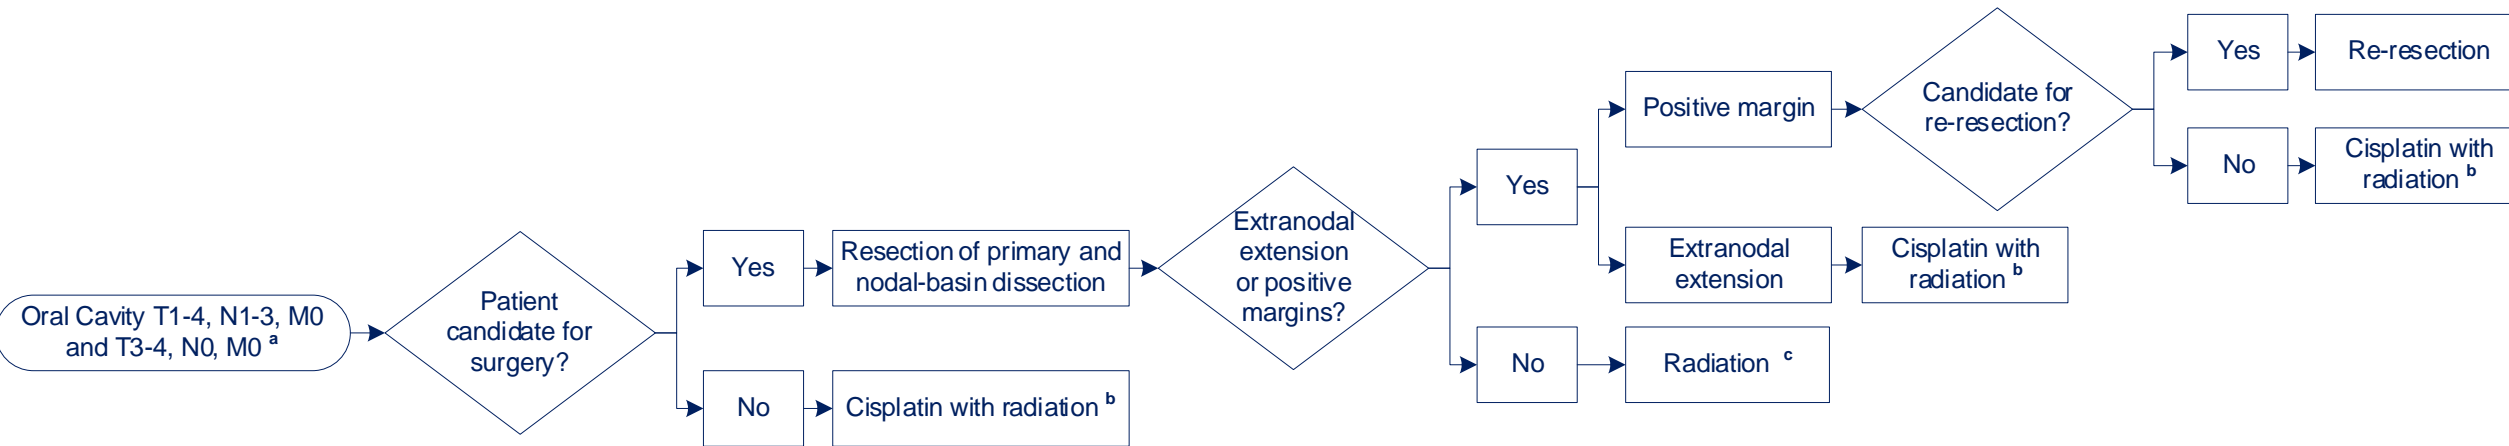 Oral Cavity T1-4, N1-3, M0
and T3-4, N0, M0 a
Patient
candidate for
surgery?
Yes
Resection of primary and
nodal-basin dissection
No
Cisplatin with radiation b
Extranodal
extension
or positive
margins?
Yes
Positive margin
Candidate for
re-resection?
Yes
Re-resection
No
Cisplatin with
radiation b
Extranodal
extension
Cisplatin with
radiation b
No
Radiation c